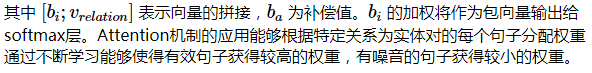 其中 [b_i; v_{relation}] 表示向量的拼接，b_a 为补偿值。b_i 的加权将作为包向量输出给
softmax层。Attention机制的应用能够根据特定关系为实体对的每个句子分配权重
通过不断学习能够使得有效句子获得较高的权重，有噪音的句子获得较小的权重。